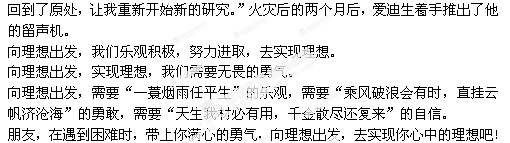 回到了原处，让我重新开始新的研究。”火灾后的两个月后，爱迪生着手推出了他
的留声机。
向理想出发，我们乐观积极，努力进取，去实现理想。
向理想出发，实现理想，我们需要无畏的勇气。
向理想出发，需要“一蓑烟雨任平生”的乐观，需要“乘风破浪会有时，直挂云
帆济沧海”的勇敢，需要“天生我材必有用，千金散尽还复来”的自信。
朋友，在遇到困难时，带上你满心的勇气，向理想出发，去实现你心中的理想吧！